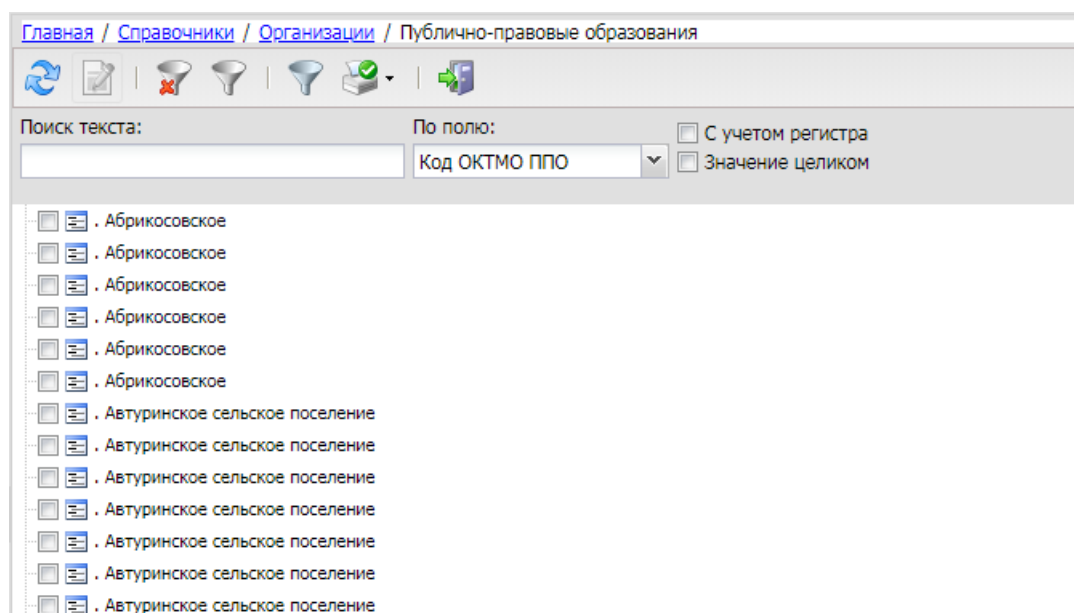 Главная / Справочники / Организации / Публично-правовые образования
Поиск текста: По полю: С учетом регистра
Код ОКТМО ППО Значение целиком
. Абрикосовское
. Абрикосовское
. Абрикосовское
. Абрикосовское
. Абрикосовское
. Абрикосовское
. Автуринское сельское поселение
. Автуринское сельское поселение
. Автуринское сельское поселение
. Автуринское сельское поселение
. Автуринское сельское поселение
. Автуринское сельское поселение
. Автуринское сельское поселение